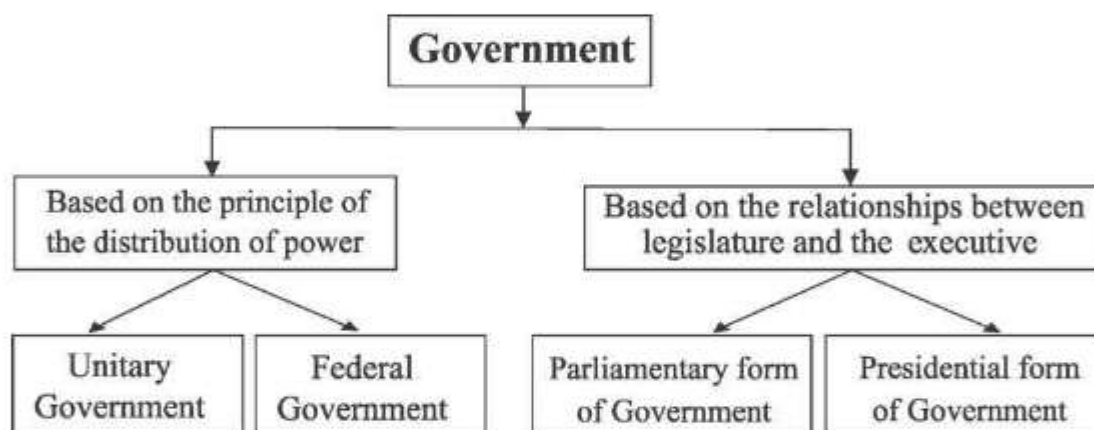 Government
Based on the principle of
the distribution of power
Based on the relationships between
legislature and the executive
Unitary
Government
Federal
Government
Parliamentary form
of Government
Presidential form
of Government